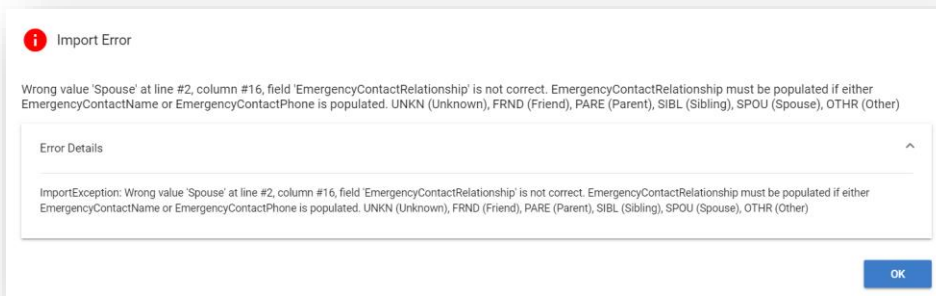 Import Error
Wrong value 'Spouse' at line #2, column #16, field 'EmergencyContactRelationship' is not correct. EmergencyContactRelationship must be populated if either
EmergencyContactName or EmergencyContactPhone is populated. UNKN (Unknown), FRND (Friend), PARE (Parent), SIBL (Sibling), SPOU (Spouse), OTHR (Other)
Error Details
ImportException: Wrong value 'Spouse' at line #2, column #16, field 'EmergencyContactRelationship' is not correct. EmergencyContactRelationship must be populated if either
EmergencyContactName or EmergencyContactPhone is populated. UNKN (Unknown), FRND (Friend), PARE (Parent), SIBL (Sibling), SPOU (Spouse), OTHR (Other)
OK